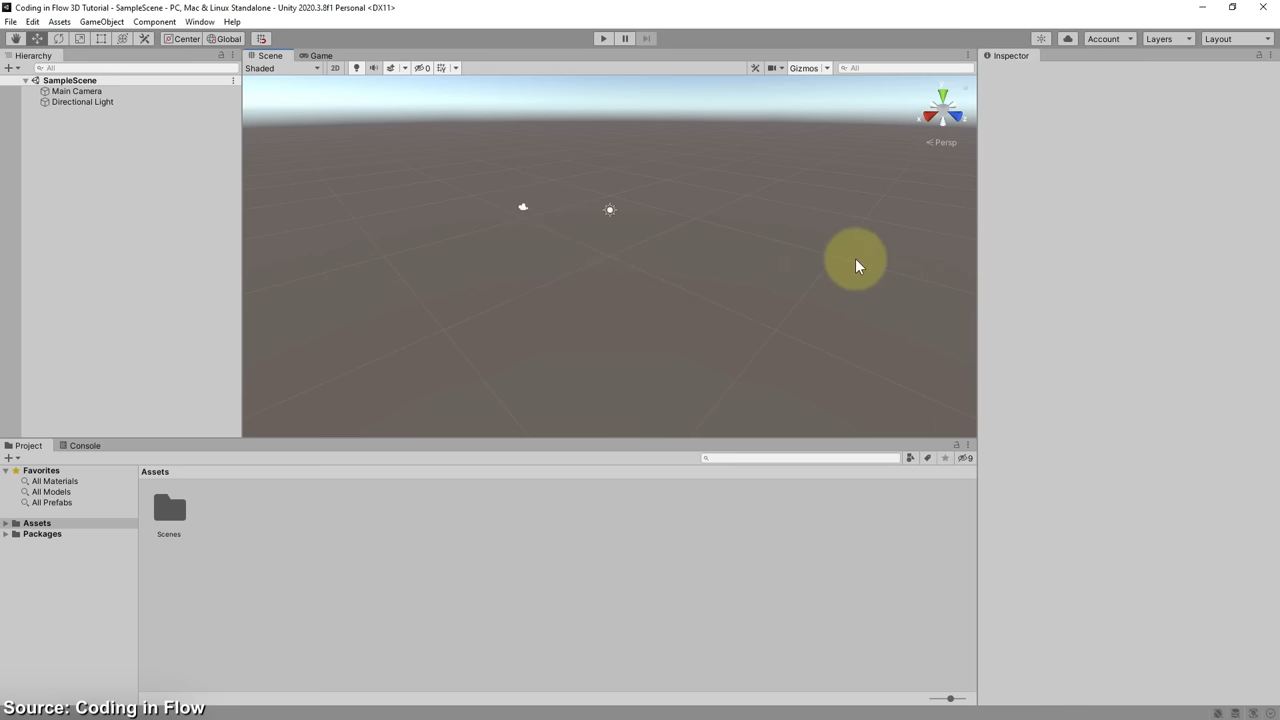 Coding in Flow 3D Tutorial - SampleScene - PC, Mac & Linux Standalone - Unity 2020.3.8f1 Personal <DX11>
File Edit Assets GameObject Component Window Help
Center Global Account Layers Layout
Hierarchy Scene Game Inspector
All Shaded 2D 0 Gizmos All
SampleScene
Main Camera
Directional Light
x z
Persp
Project Console
9
Favorites Assets
All Materials
All Models
All Prefabs
Assets
Packages
Scenes
Source: Coding in Flow